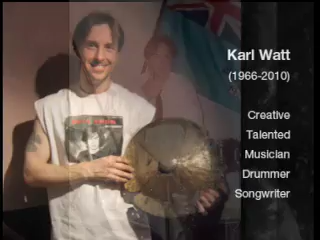 Karl Watt
(1966-2010)
Creative
Talented
Musician
Drummer
Songwriter